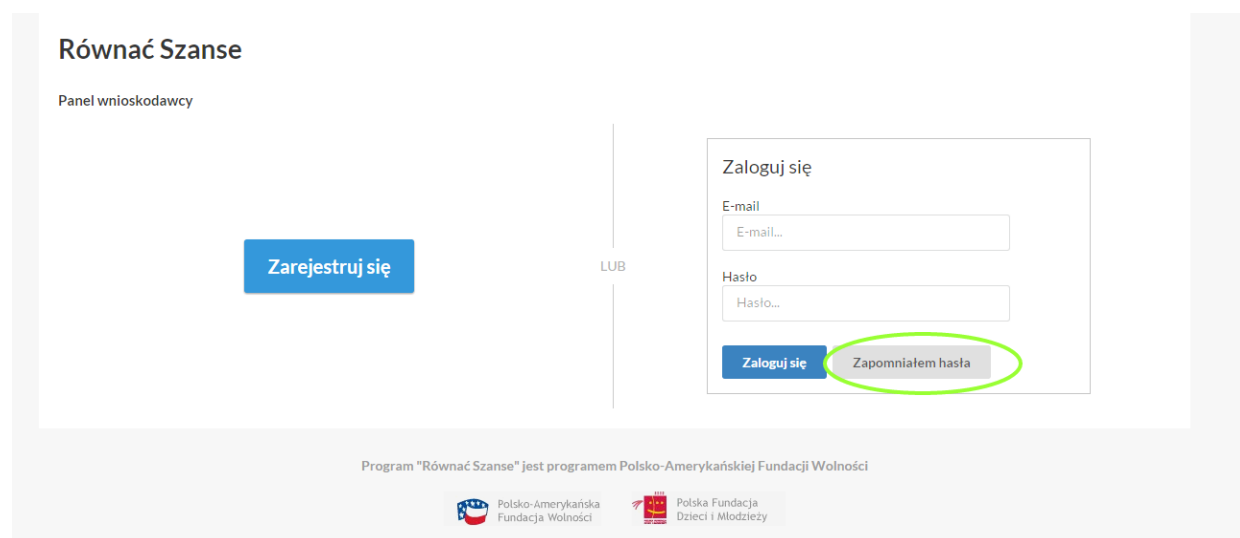 Równać Szanse
Panel wnioskodawcy
Zarejestruj się
LUB
Zaloguj się
E-mail
E-mail...
Hasło
Hasło...
Zaloguj się
Zapomniałem hasła
Program "Równać Szanse" jest programem Polsko-Amerykańskiej Fundacji Wolności
Polsko-Amerykańska
Fundacja Wolności
Polska Fundacja
Dzieci i Młodzieży